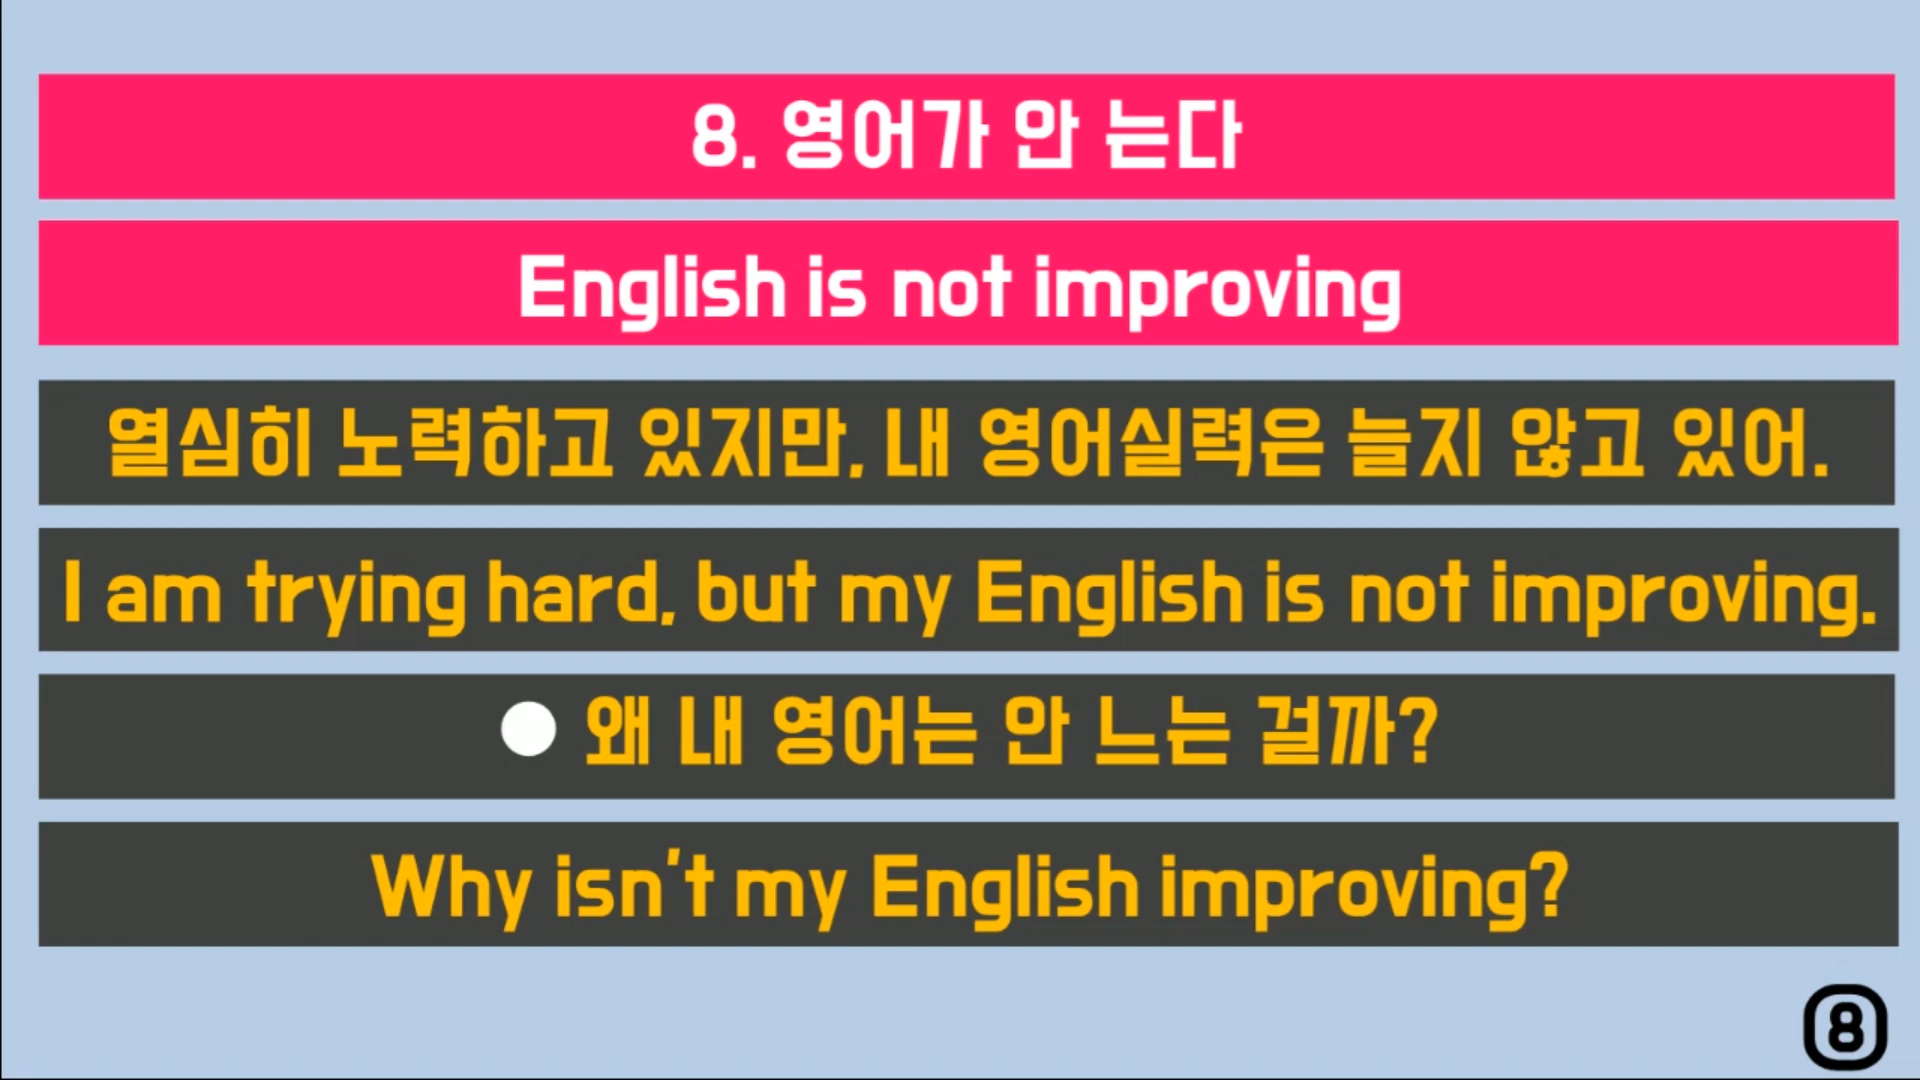 8. 영어가 안 는다
English is not improving
열심히 노력하고 있지만, 내 영어실력은 늘지 않고 있어.
I am trying hard, but my English is not improving.
왜 내 영어는 안 느는 걸까?
Why isn't my English improving?
8